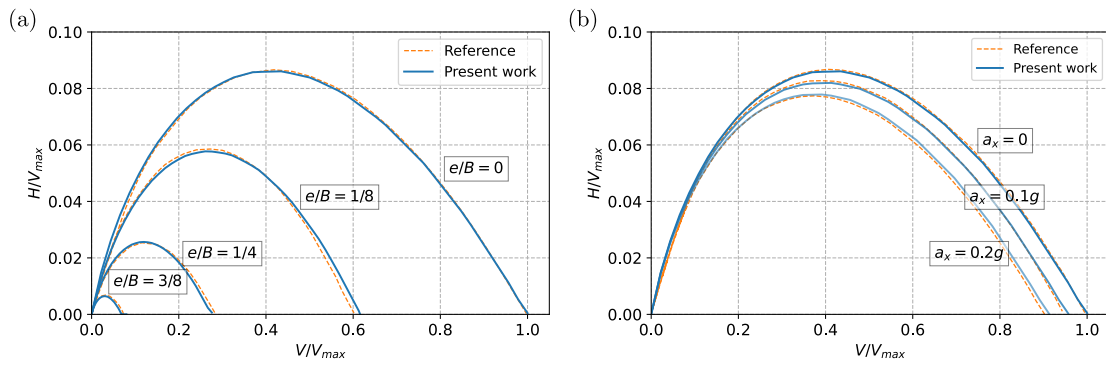 (a)
0.10
0.08
0.06
0.04
0.02
0.00
H/V_max
Reference
Present work
e/B = 0
e/B = 1/8
e/B = 1/4
e/B = 3/8
0.0 0.2 0.4 0.6 0.8 1.0
V/V_max
(b)
0.10
0.08
0.06
0.04
0.02
0.00
H/V_max
Reference
Present work
a_x = 0
a_x = 0.1g
a_x = 0.2g
0.0 0.2 0.4 0.6 0.8 1.0
V/V_max